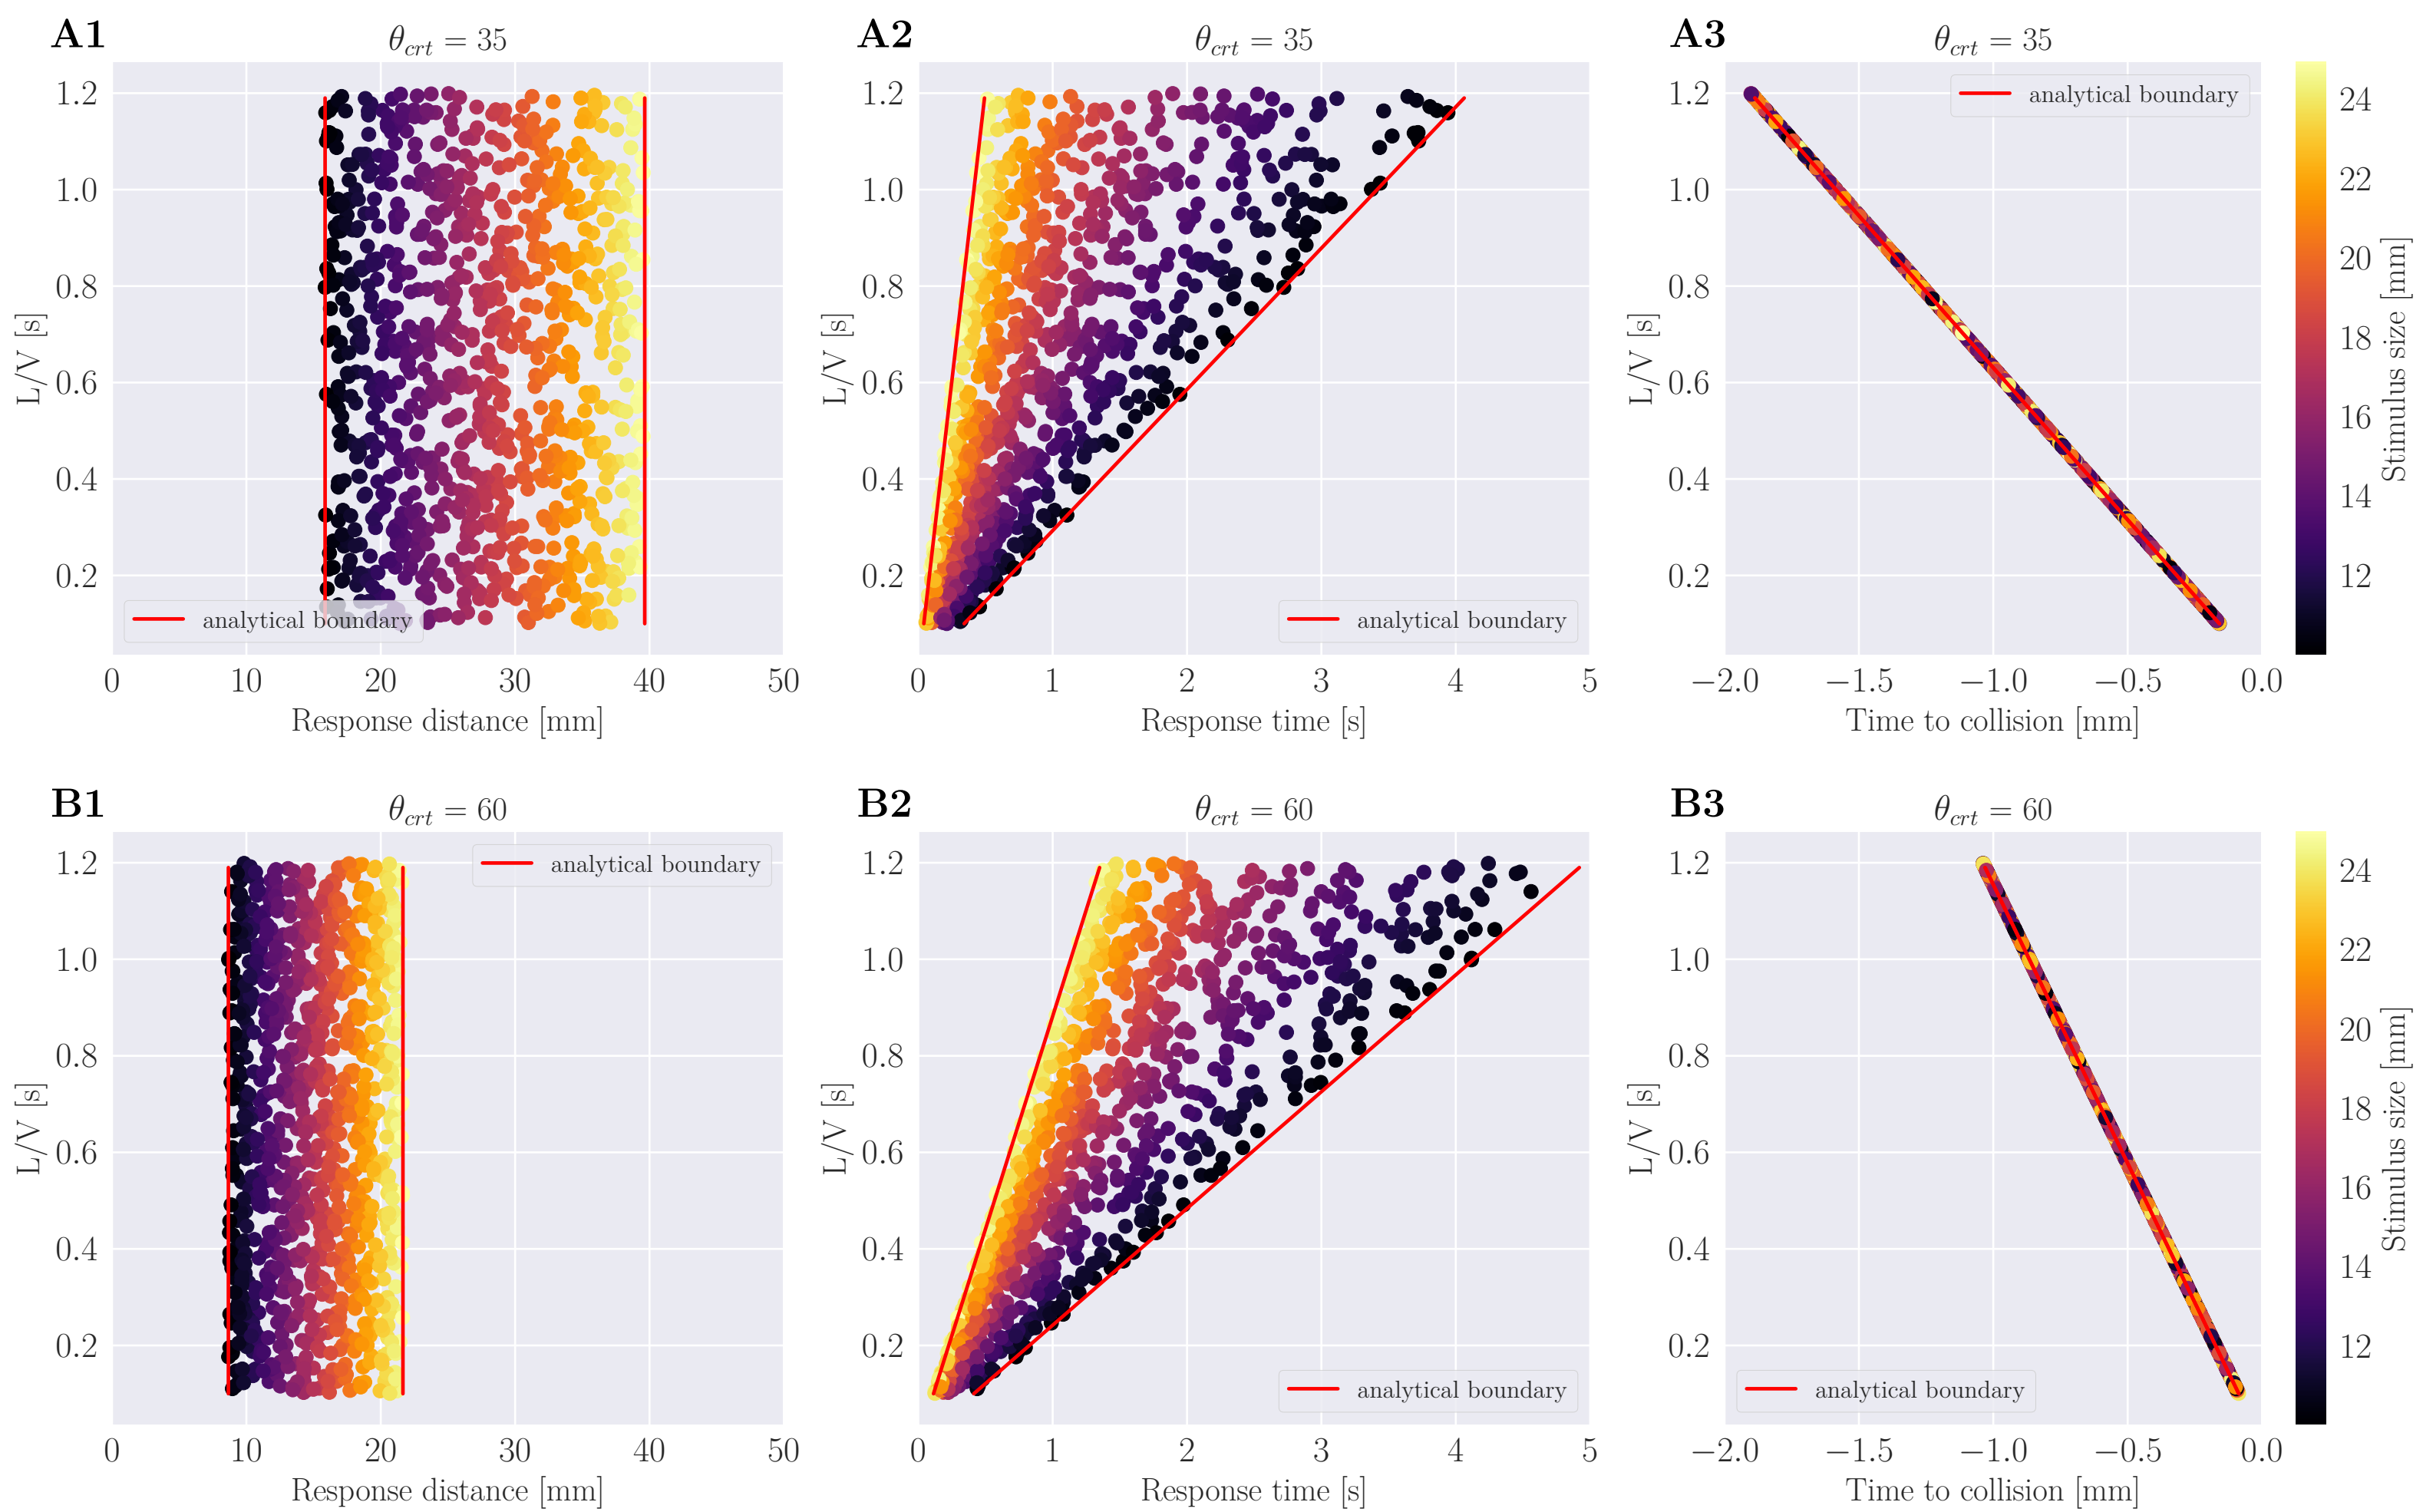 A1
θcrt = 35
1.2
1.0
0.8
0.6
0.4
0.2
L/V [s]
analytical boundary
0 10 20 30 40 50
Response distance [mm]
A2
θcrt = 35
1.2
1.0
0.8
0.6
0.4
0.2
L/V [s]
analytical boundary
0 1 2 3 4 5
Response time [s]
A3
θcrt = 35
analytical boundary
1.2
1.0
0.8
0.6
0.4
0.2
L/V [s]
−2.0 −1.5 −1.0 −0.5 0.0
Time to collision [mm]
24
22
20
18
16
14
12
Stimulus size [mm]
B1
θcrt = 60
analytical boundary
1.2
1.0
0.8
0.6
0.4
0.2
L/V [s]
0 10 20 30 40 50
Response distance [mm]
B2
θcrt = 60
1.2
1.0
0.8
0.6
0.4
0.2
L/V [s]
analytical boundary
0 1 2 3 4 5
Response time [s]
B3
θcrt = 60
1.2
1.0
0.8
0.6
0.4
0.2
L/V [s]
analytical boundary
−2.0 −1.5 −1.0 −0.5 0.0
Time to collision [mm]
24
22
20
18
16
14
12
Stimulus size [mm]